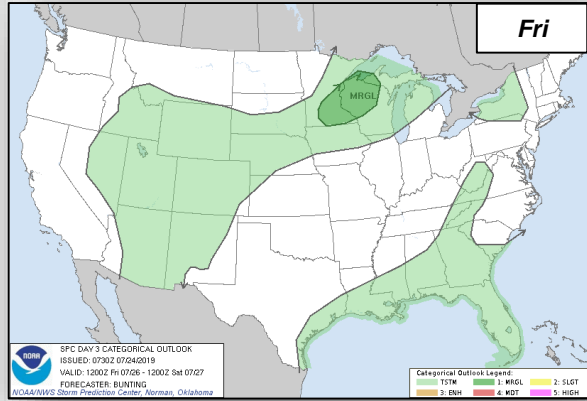 Fri
MRGL
SPC DAY 3 CATEGORICAL OUTLOOK
ISSUED: 0730Z 07/24/2019
VALID: 1200Z Fri 07/26 - 1200Z Sat 07/27
FORECASTER: BUNTING
NOAA/NWS Storm Prediction Center, Norman, Oklahoma
NOAA
Categorical Outlook Legend:
TSTM 1: MRGL 2: SLGT
3: ENH 4: MDT 5: HIGH